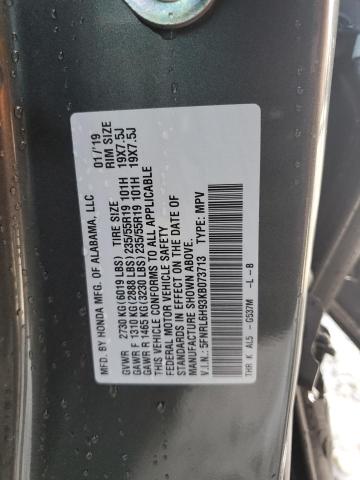 MFD. BY HONDA MFG. OF ALABAMA, LLC 01/'19
TIRE SIZE RIM SIZE
GVWR 2730 KG(6019 LBS)
GAWR F 1310 KG(2888 LBS) 235/55R19 101H 19X7.5J
GAWR R 1465 KG(3230 LBS) 235/55R19 101H 19X7.5J
THIS VEHICLE CONFORMS TO ALL APPLICABLE
FEDERAL MOTOR VEHICLE SAFETY
STANDARDS IN EFFECT ON THE DATE OF
MANUFACTURE SHOWN ABOVE.
V.I.N.: 5FNRL6H93KB073713 TYPE: MPV
THR K AL5 -G537M -L-B